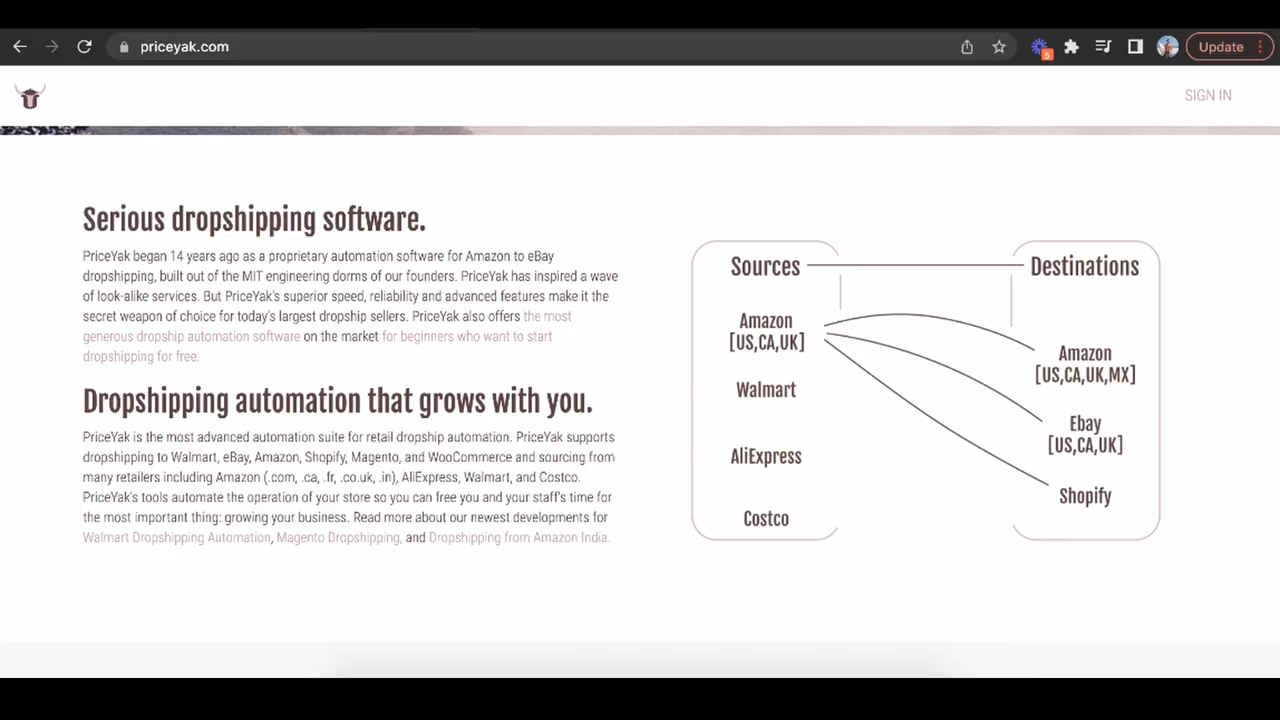 priceyak.com
5
Update
SIGN IN
Serious dropshipping software.
PriceYak began 14 years ago as a proprietary automation software for Amazon to eBay
dropshipping, built out of the MIT engineering dorms of our founders. PriceYak has inspired a wave
of look-alike services. But PriceYak's superior speed, reliability and advanced features make it the
secret weapon of choice for today's largest dropship sellers. PriceYak also offers the most
generous dropship automation software on the market for beginners who want to start
dropshipping for free.
Dropshipping automation that grows with you.
PriceYak is the most advanced automation suite for retail dropship automation. PriceYak supports
dropshipping to Walmart, eBay, Amazon, Shopify, Magento, and WooCommerce and sourcing from
many retailers including Amazon (.com, .ca, .fr, .co.uk, .in), AliExpress, Walmart, and Costco.
PriceYak's tools automate the operation of your store so you can free you and your staff's time for
the most important thing: growing your business. Read more about our newest developments for
Walmart Dropshipping Automation, Magento Dropshipping, and Dropshipping from Amazon India.
Sources
Amazon
[US,CA,UK]
Walmart
AliExpress
Costco
Destinations
Amazon
[US,CA,UK,MX]
Ebay
[US,CA,UK]
Shopify